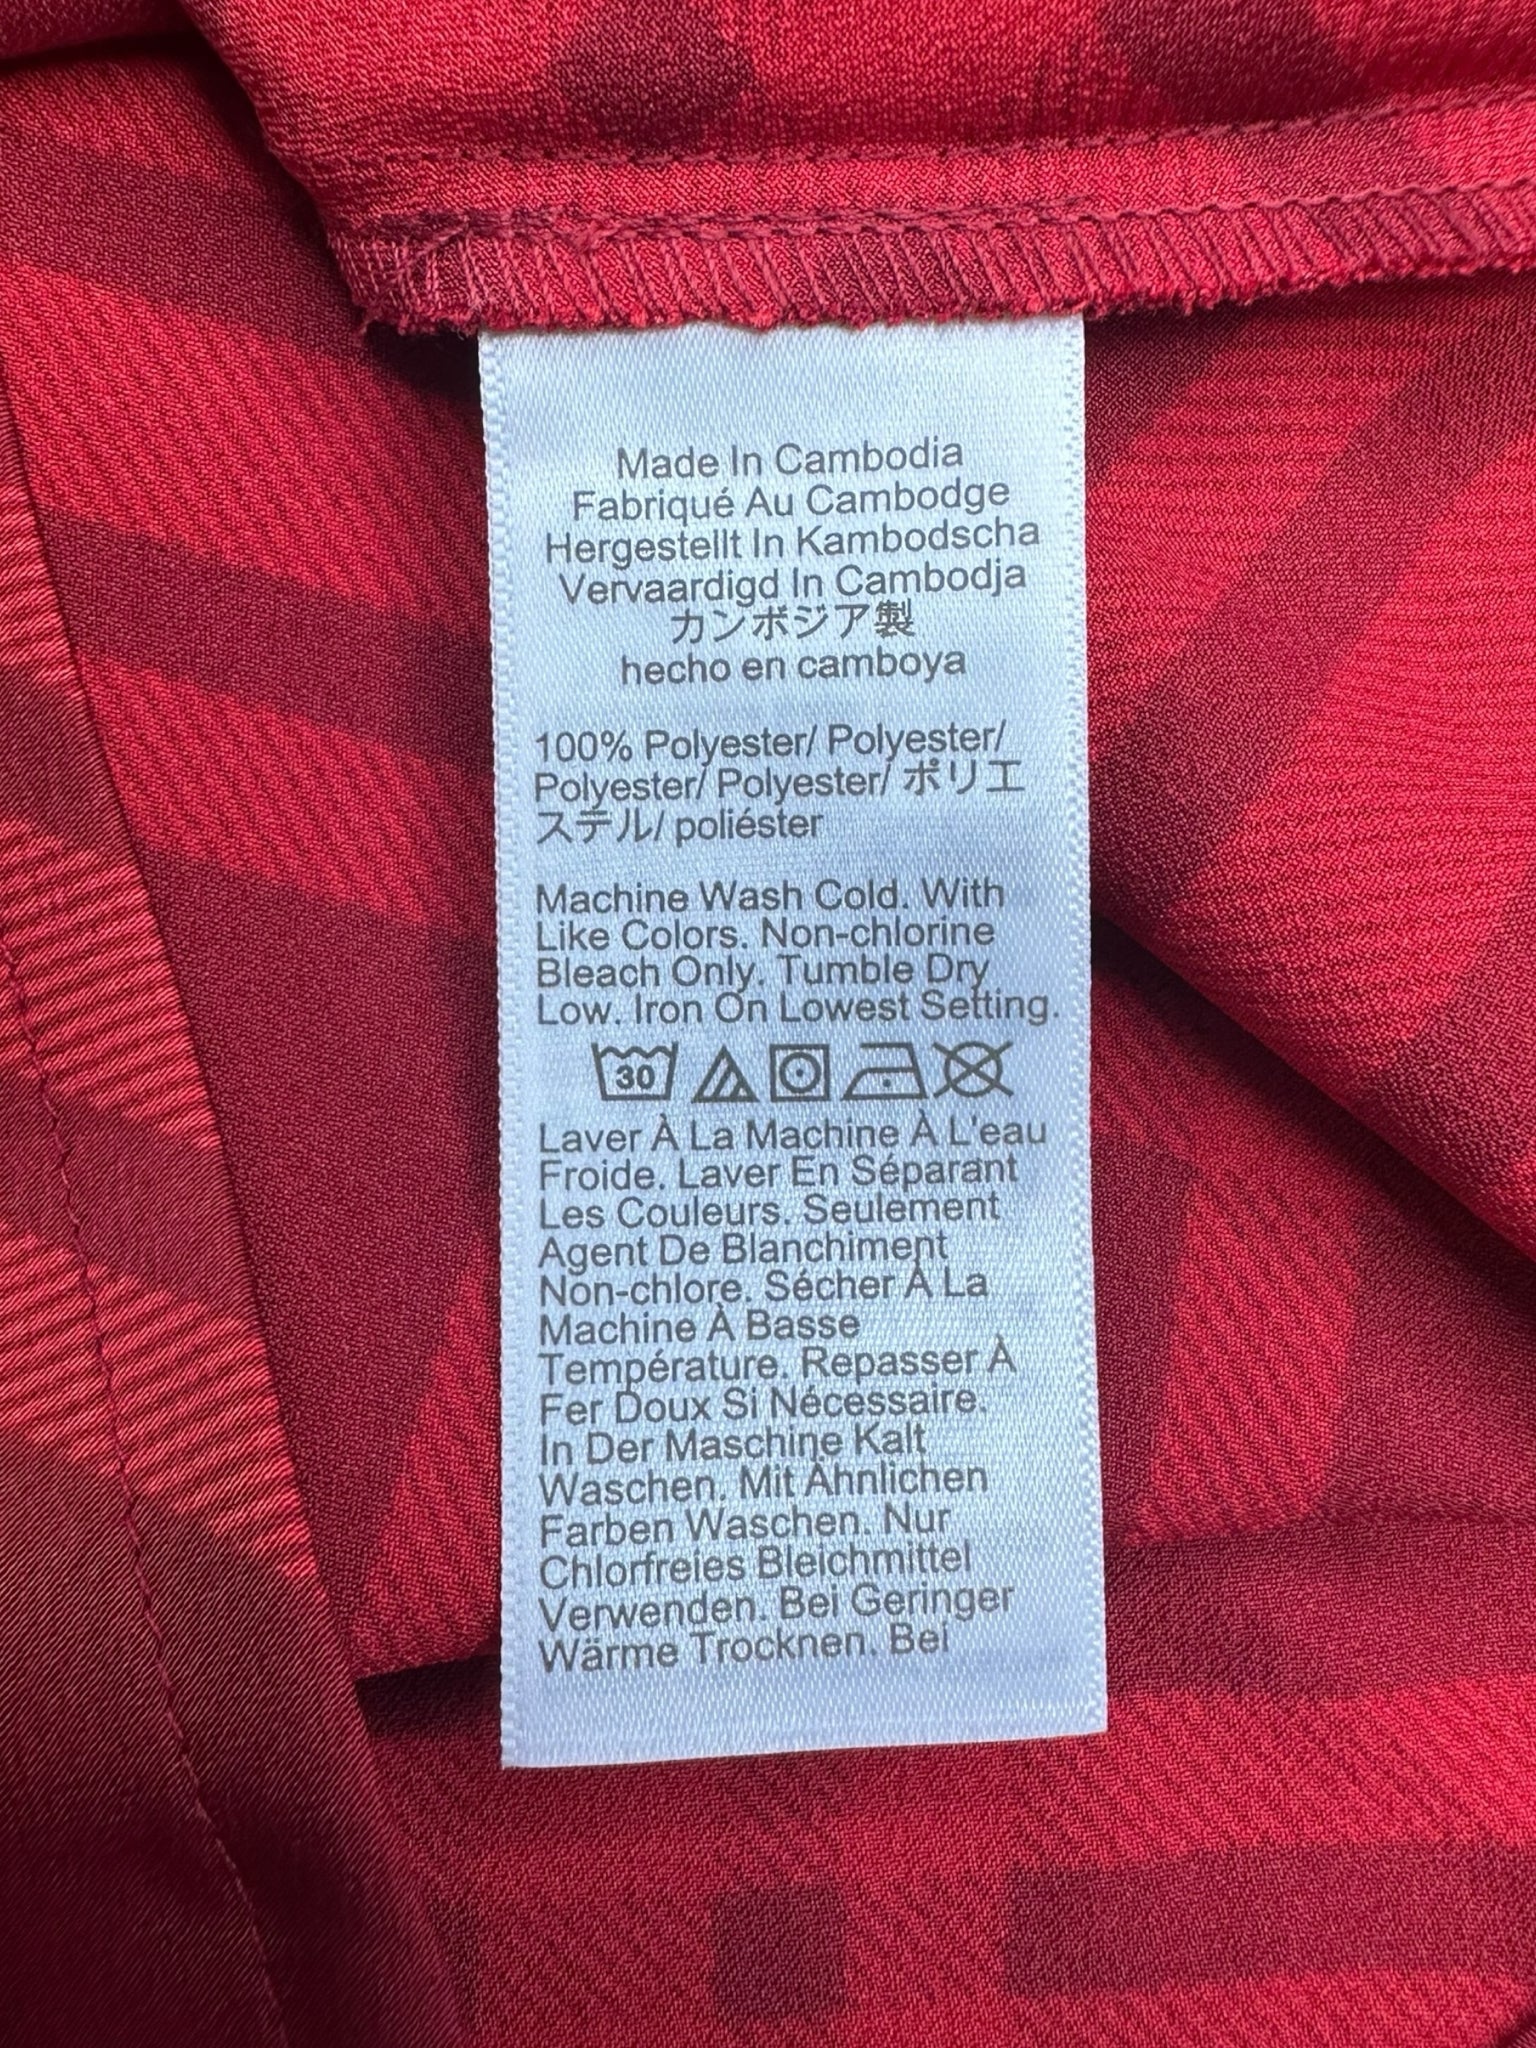 Made In Cambodia
Fabriqué Au Cambodge
Hergestellt In Kambodscha
Vervaardigd In Cambodja
カンボジア製
hecho en camboya
100% Polyester/ Polyester/
Polyester/ Polyester/ ポリエ
ステル/ poliéster
Machine Wash Cold. With
Like Colors. Non-chlorine
Bleach Only. Tumble Dry
Low. Iron On Lowest Setting.
30
Laver À La Machine À L'eau
Froide. Laver En Séparant
Les Couleurs. Seulement
Agent De Blanchiment
Non-chlore. Sécher À La
Machine À Basse
Température. Repasser À
Fer Doux Si Nécessaire.
In Der Maschine Kalt
Waschen. Mit Ähnlichen
Farben Waschen. Nur
Chlorfreies Bleichmittel
Verwenden. Bei Geringer
Wärme Trocknen. Bei